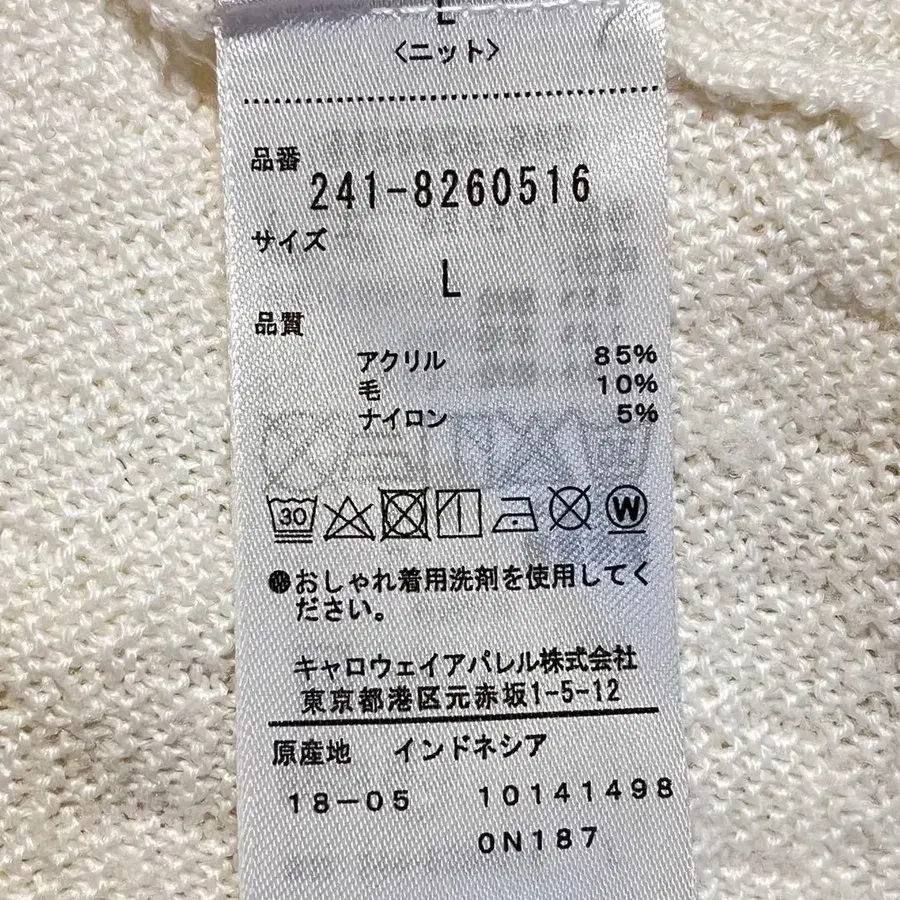 L
〈ニット〉
品番
241-8260516
サイズ
L
品質
アクリル 85%
毛 10%
ナイロン 5%
30 W
おしゃれ着用洗剤を使用してく
ださい。
キャロウェイアパレル株式会社
東京都港区元赤坂1-5-12
原産地 インドネシア
18-05 10141498
0N187